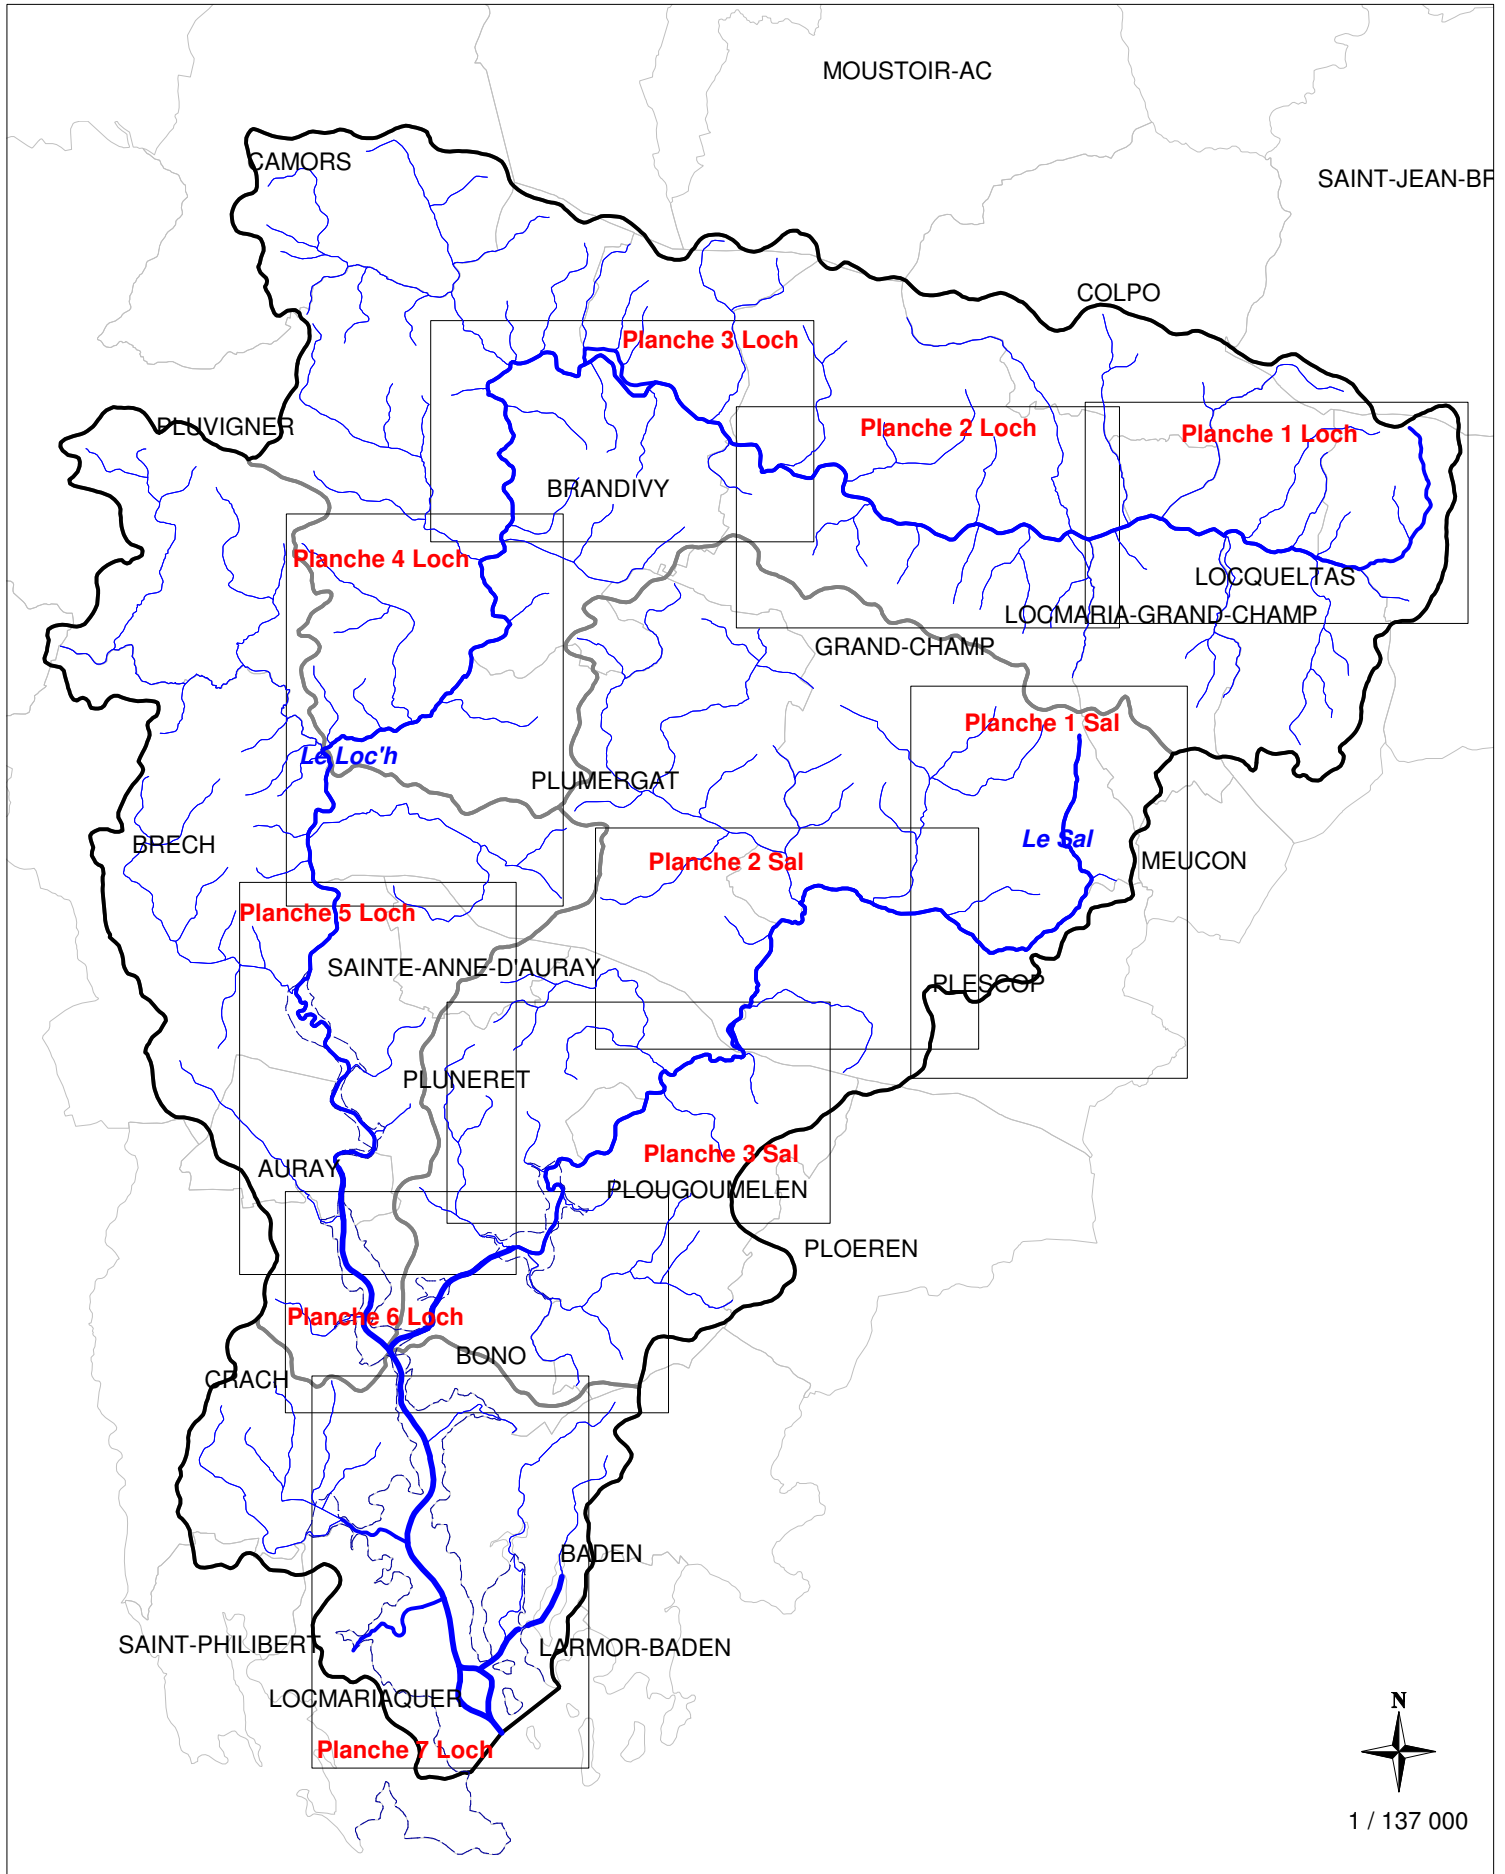 MOUSTOIR-AC
CAMORS
SAINT-JEAN-BR
COLPO
Planche 3 Loch
PLUVIGNER
Planche 2 Loch
Planche 1 Loch
BRANDIVY
Planche 4 Loch
LOCQUELTAS
LOCMARIA-GRAND-CHAMP
GRAND-CHAMP
Planche 1 Sal
Le Loc'h
PLUMERGAT
Le Sal
BRECH
Planche 2 Sal
MEUCON
Planche 5 Loch
SAINTE-ANNE-D'AURAY
PLESCOP
PLUNERET
Planche 3 Sal
AURAY
PLOUGOUMELEN
PLOEREN
Planche 6 Loch
BONO
CRACH
BADEN
SAINT-PHILIBERT
LARMOR-BADEN
LOCMARIAQUER
N
Planche 7 Loch
1 / 137 000